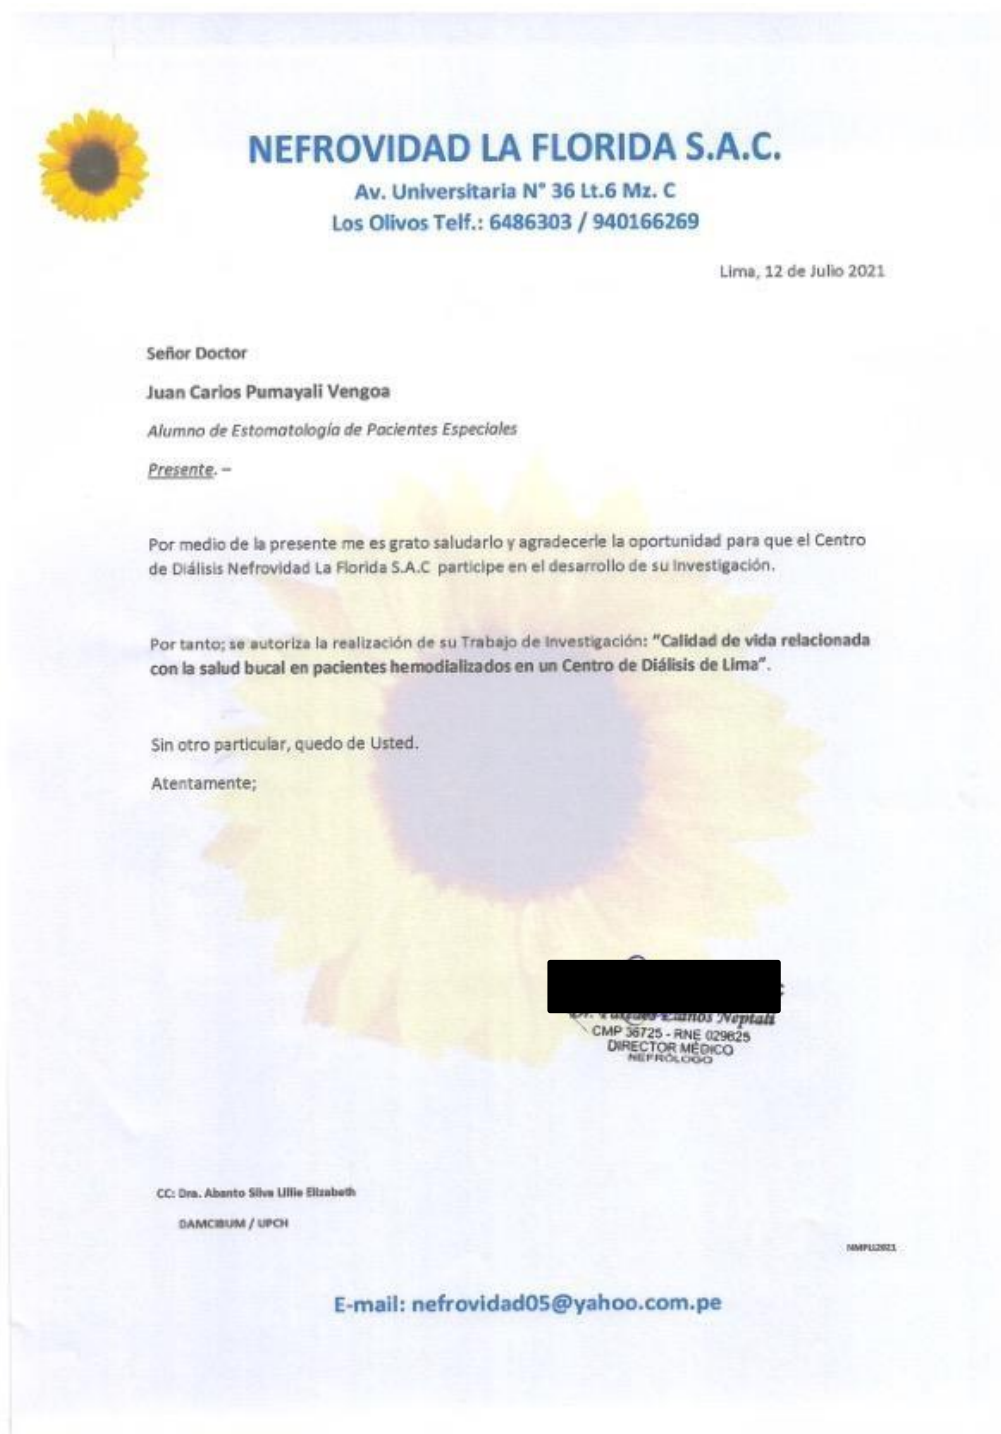 NEFROVIDAD LA FLORIDA S.A.C.
Av. Universitaria N° 36 Lt.6 Mz. C
Los Olivos Telf.: 6486303 / 940166269
Lima, 12 de Julio 2021
Señor Doctor
Juan Carlos Pumayali Vengoa
Alumno de Estomatología de Pacientes Especiales
Presente. –
Por medio de la presente me es grato saludarlo y agradecerle la oportunidad para que el Centro
de Diálisis Nefrovidad La Florida S.A.C participe en el desarrollo de su Investigación.
Por tanto; se autoriza la realización de su Trabajo de Investigación: "Calidad de vida relacionada
con la salud bucal en pacientes hemodializados en un Centro de Diálisis de Lima".
Sin otro particular, quedo de Usted.
Atentamente;
Neptali
CMP 36725 - RNE 029625
DIRECTOR MÉDICO
NEFRÓLOGO
CC: Dra. Abanto Silva Lillie Elizabeth
DAMCIBUM / UPCH
NMPLl2021
E-mail: nefrovidad05@yahoo.com.pe